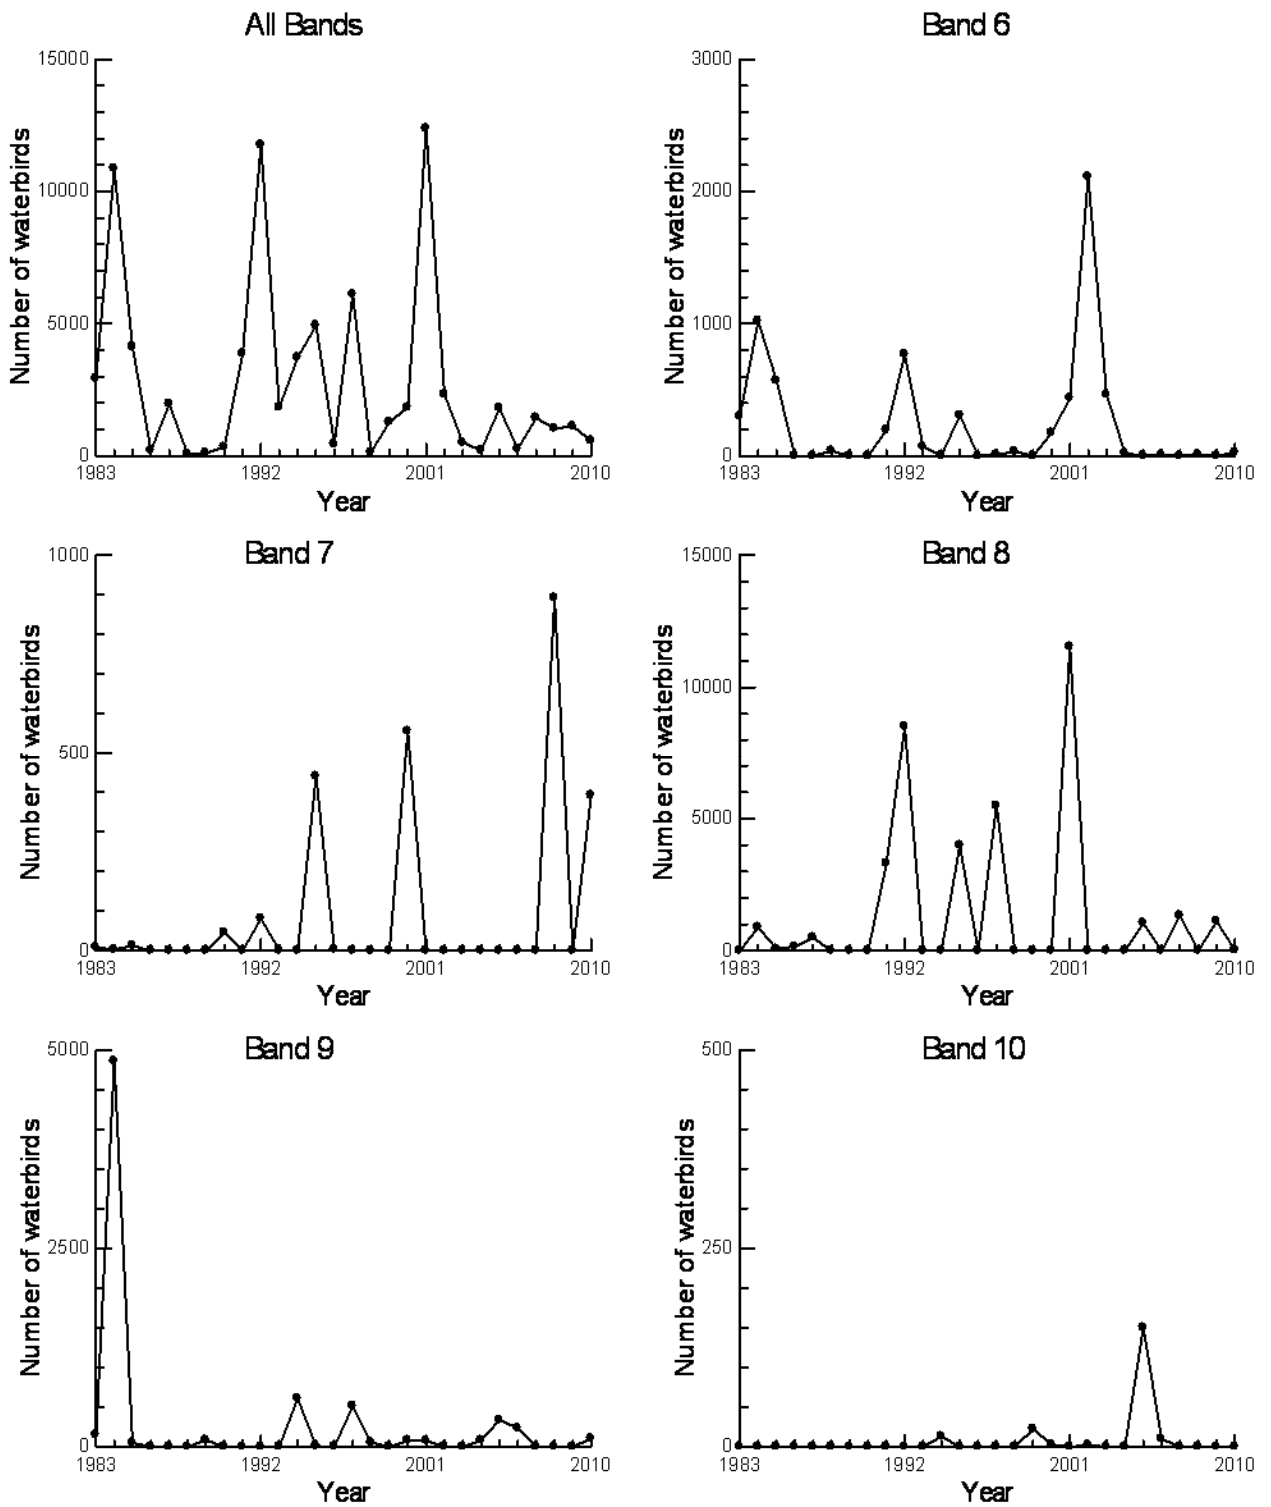 All Bands
15000
10000
5000
0
Number of waterbirds
1983 1992 2001 2010
Year
Band 6
3000
2000
1000
0
Number of waterbirds
1983 1992 2001 2010
Year
Band 7
1000
500
0
Number of waterbirds
1983 1992 2001 2010
Year
Band 8
15000
10000
5000
0
Number of waterbirds
1983 1992 2001 2010
Year
Band 9
5000
2500
0
Number of waterbirds
1983 1992 2001 2010
Year
Band 10
500
250
0
Number of waterbirds
1983 1992 2001 2010
Year